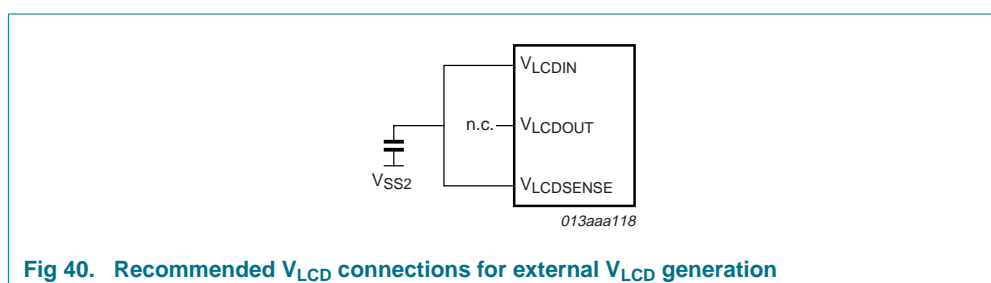 VLCDIN
n.c. VLCDOUT
VSS2
VLCDSENSE
013aaa118
Fig 40. Recommended VLCD connections for external VLCD generation